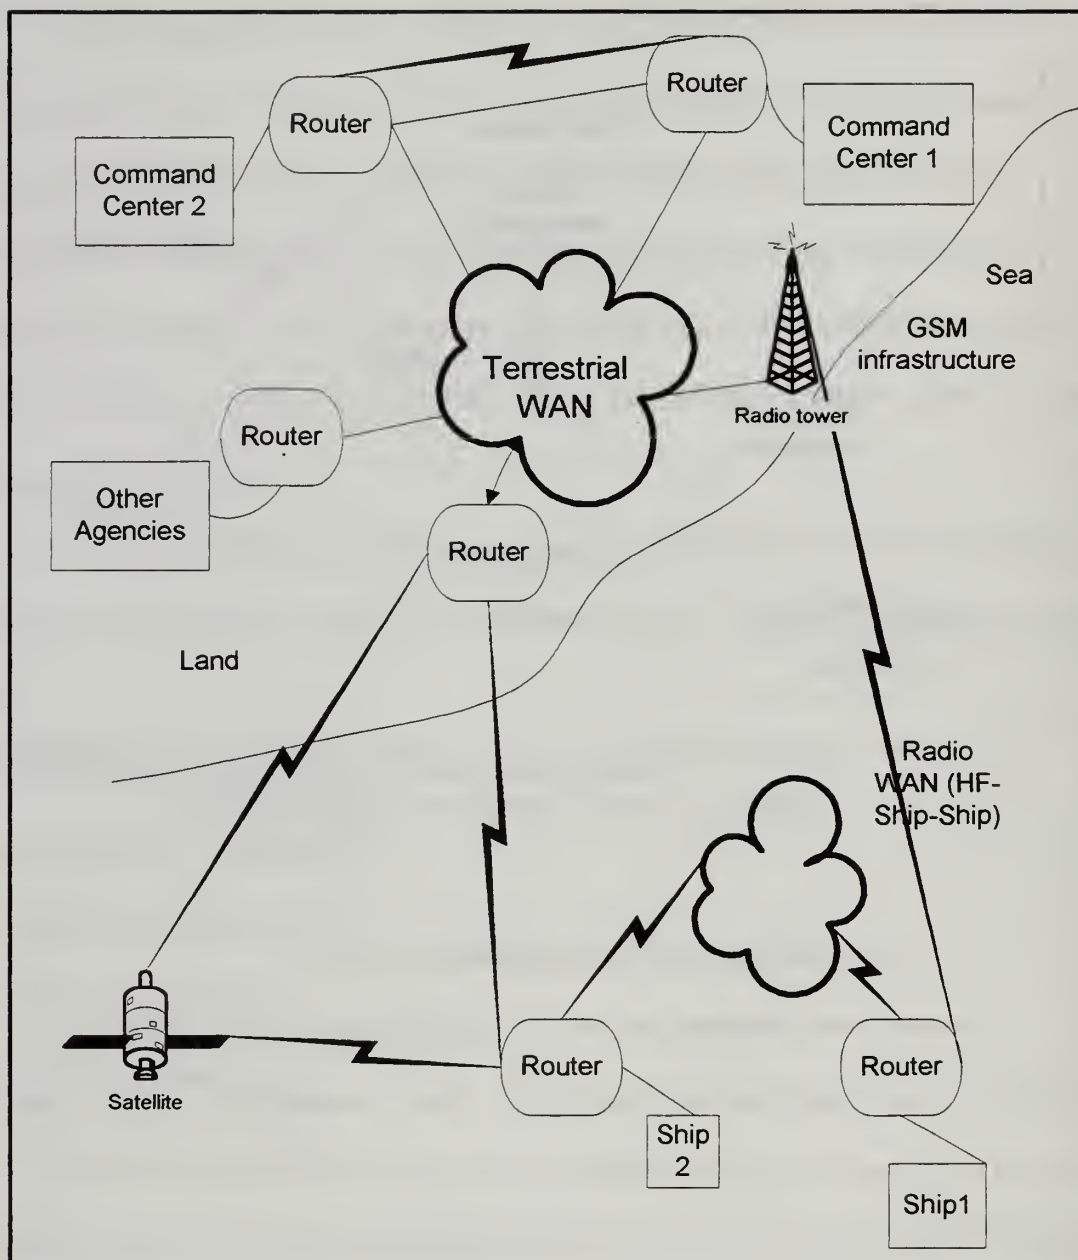 Router
Router
Command
Center 1
Command
Center 2
Sea
GSM
infrastructure
Terrestrial
WAN
Radio tower
Router
Other
Agencies
Router
Land
Radio
WAN (HF-
Ship-Ship)
Satellite
Router
Router
Ship
2
Ship1